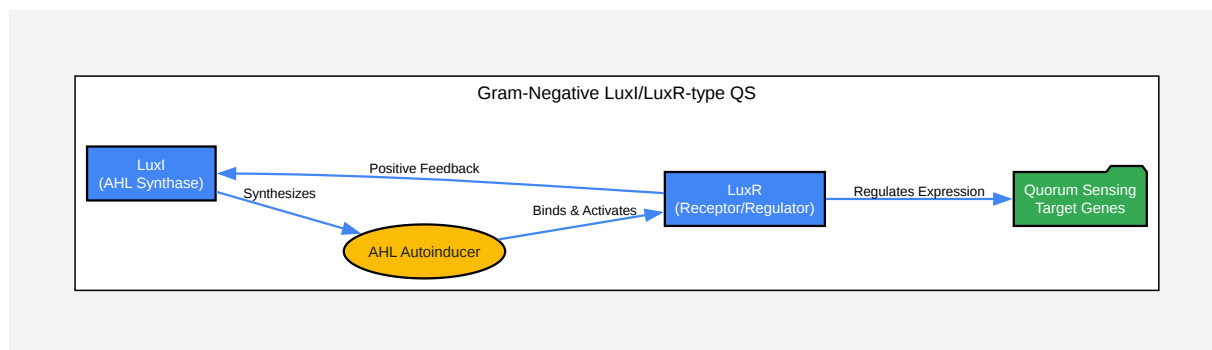 Gram-Negative LuxI/LuxR-type QS
LuxI
(AHL Synthase)
Positive Feedback
Synthesizes
AHL Autoinducer
Binds & Activates
LuxR
(Receptor/Regulator)
Regulates Expression
Quorum Sensing
Target Genes